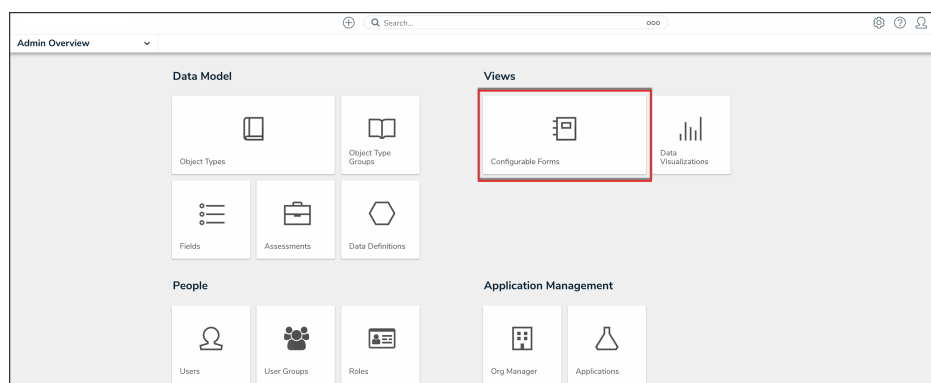 Search...
Admin Overview
Data Model
Views
Object Types
Object Type
Groups
Configurable Forms
Data
Visualizations
Fields
Assessments
Data Definitions
People
Application Management
Users
User Groups
Roles
Org Manager
Applications